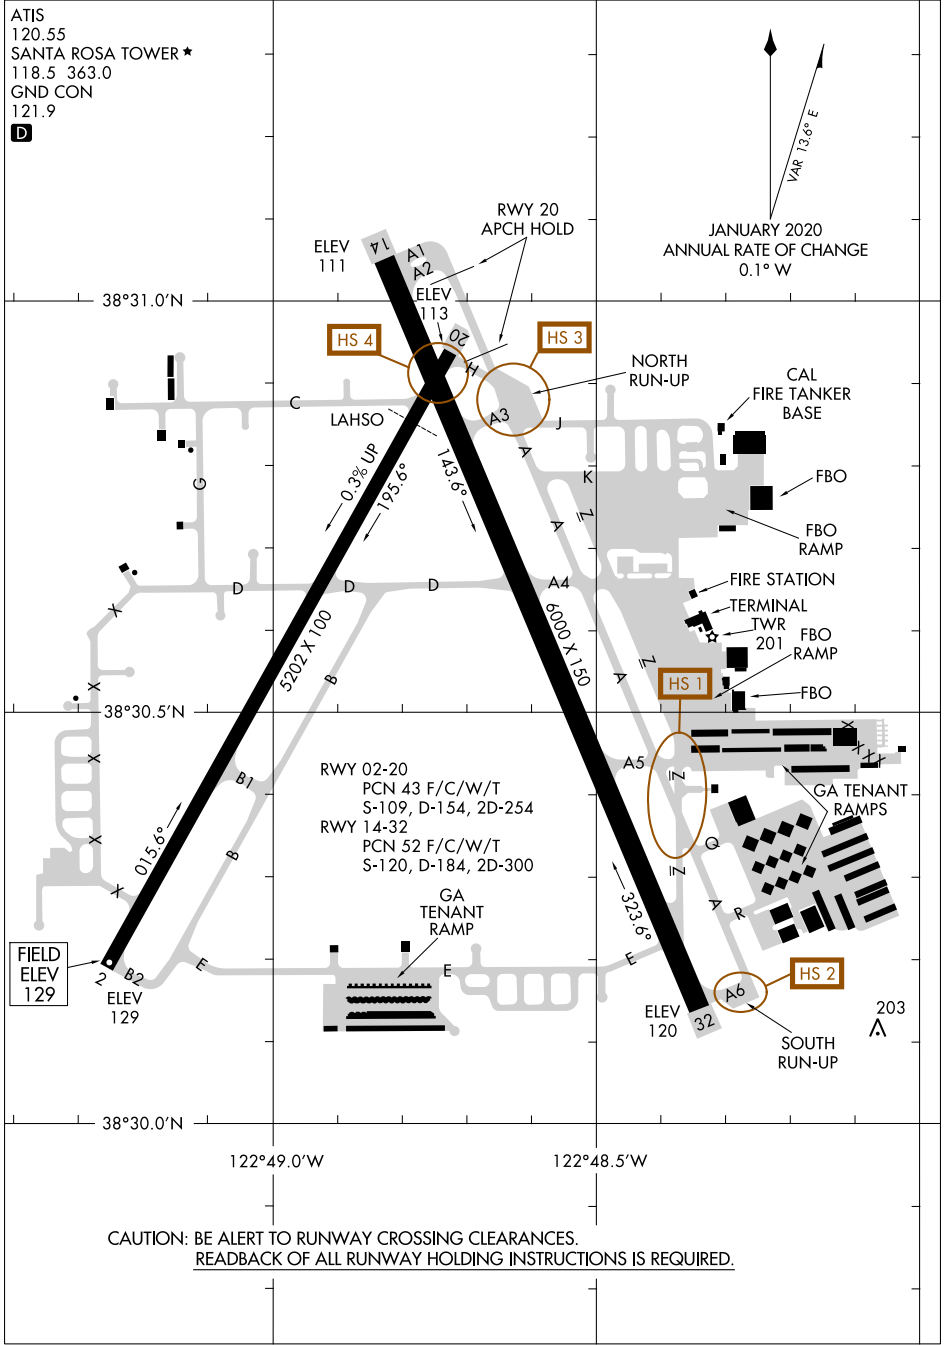 ATIS
120.55
SANTA ROSA TOWER★
118.5 363.0
GND CON
121.9
D
VAR 13.6° E
JANUARY 2020
ANNUAL RATE OF CHANGE
0.1° W
RWY 20
APCH HOLD
ELEV
111
14
A1
A2
ELEV
113
20
38°31.0'N
HS 4
HS 3
H
NORTH
RUN-UP
CAL
FIRE TANKER
BASE
C
LAHSO
A3
J
A
K
FBO
0.3% UP
195.6°
143.6°
G
Z
A
FBO
RAMP
D
D
D
A4
FIRE STATION
TERMINAL
TWR
201
X
5202 X 100
6000 X 150
FBO
RAMP
B
A
Z
HS 1
FBO
X
38°30.5'N
X
X
X
X
X
X
A5
Z
B1
RWY 02-20
PCN 43 F/C/W/T
S-109, D-154, 2D-254
RWY 14-32
PCN 52 F/C/W/T
S-120, D-184, 2D-300
GA TENANT
RAMPS
015.6°
X
B
Q
Z
X
323.6°
A
R
GA
TENANT
RAMP
FIELD
ELEV
129
2
B2
ELEV
129
E
E
E
HS 2
A6
ELEV
120
32
203
SOUTH
RUN-UP
38°30.0'N
122°49.0'W
122°48.5'W
CAUTION: BE ALERT TO RUNWAY CROSSING CLEARANCES.
READBACK OF ALL RUNWAY HOLDING INSTRUCTIONS IS REQUIRED.